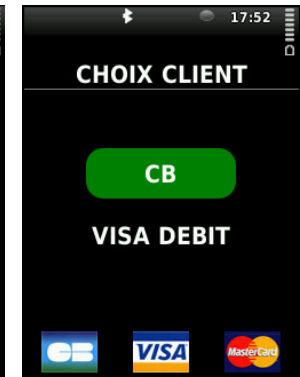 17:52
CHOIX CLIENT
CB
VISA DEBIT
CB VISA MasterCard